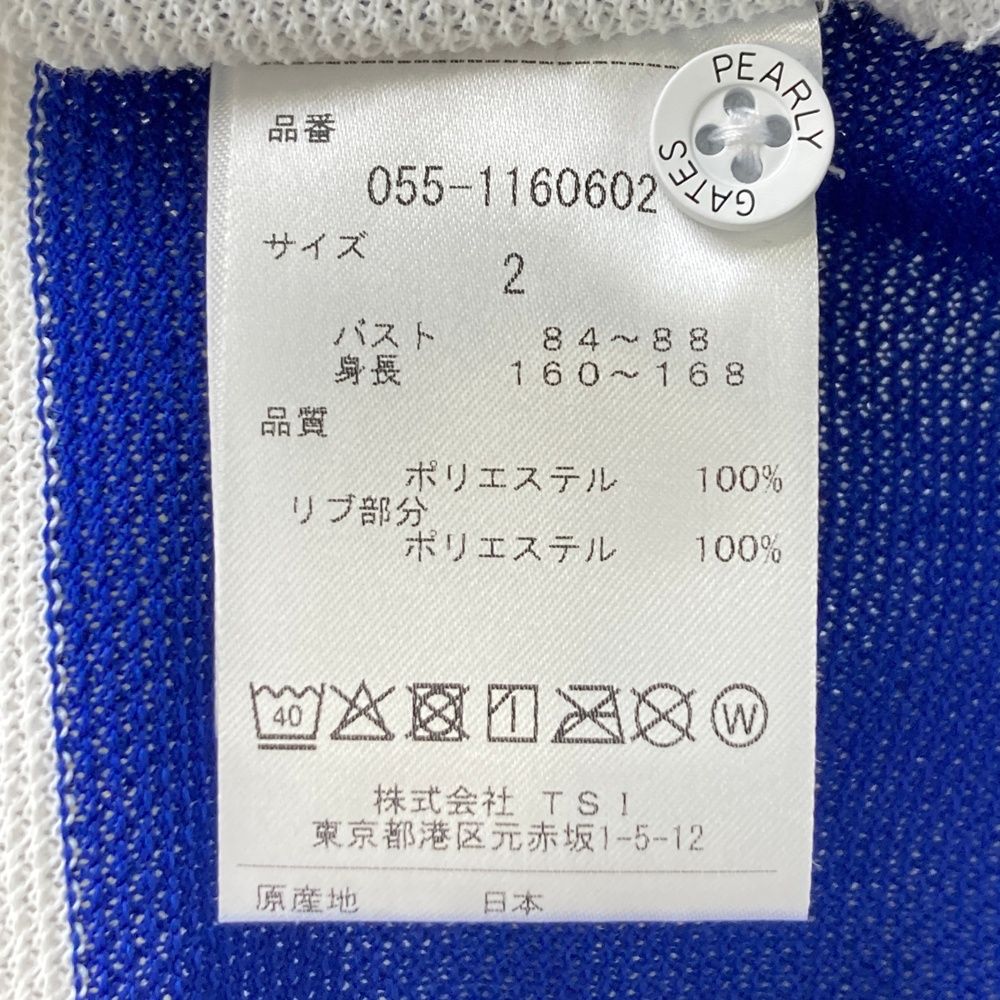 PEARLY
GATES
品番
055-1160602
サイズ
2
バスト 84～88
身長 160～168
品質
ポリエステル 100%
リブ部分
ポリエステル 100%
40
W
株式会社 TSI
東京都港区元赤坂1-5-12
原産地 日本